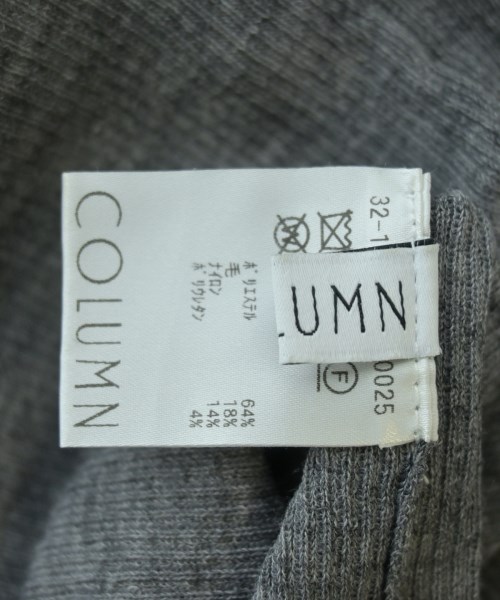 32-1
0025
F
ポリエステル 64%
毛 18%
ナイロン 14%
ポリウレタン 4%
COLUMN
UMN